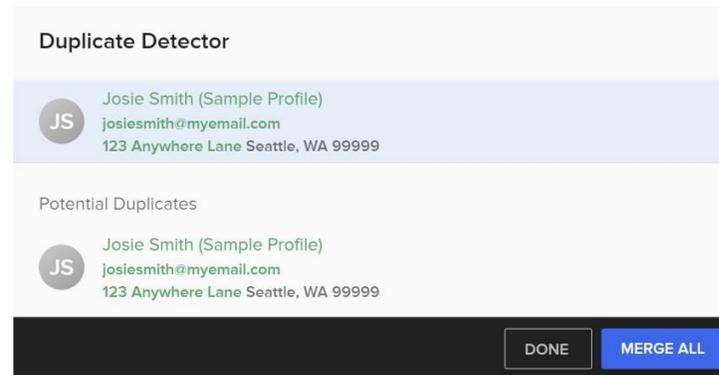 Duplicate Detector
JS
Josie Smith (Sample Profile)
josiesmith@myemail.com
123 Anywhere Lane Seattle, WA 99999
Potential Duplicates
JS
Josie Smith (Sample Profile)
josiesmith@myemail.com
123 Anywhere Lane Seattle, WA 99999
DONE
MERGE ALL